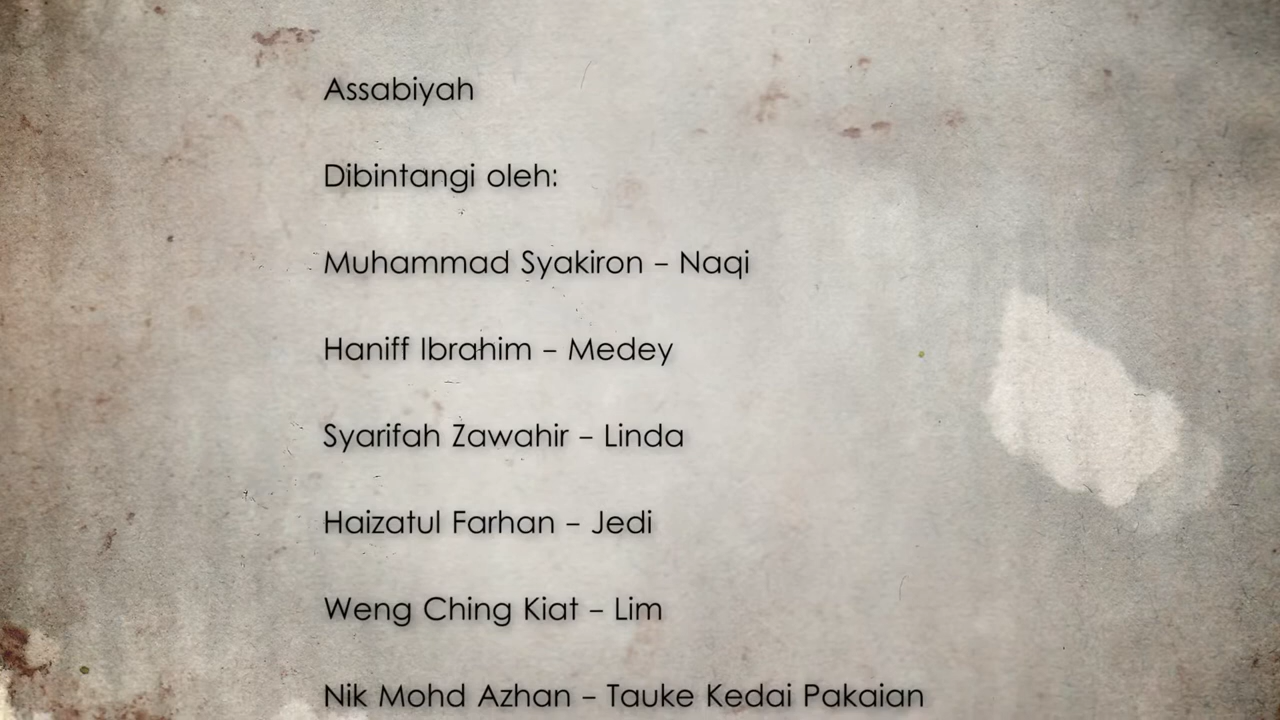 Assabiyah
Dibintangi oleh:
Muhammad Syakiron – Naqi
Haniff Ibrahim – Medey
Syarifah Zawahir – Linda
Haizatul Farhan – Jedi
Weng Ching Kiat – Lim
Nik Mohd Azhan – Tauke Kedai Pakaian